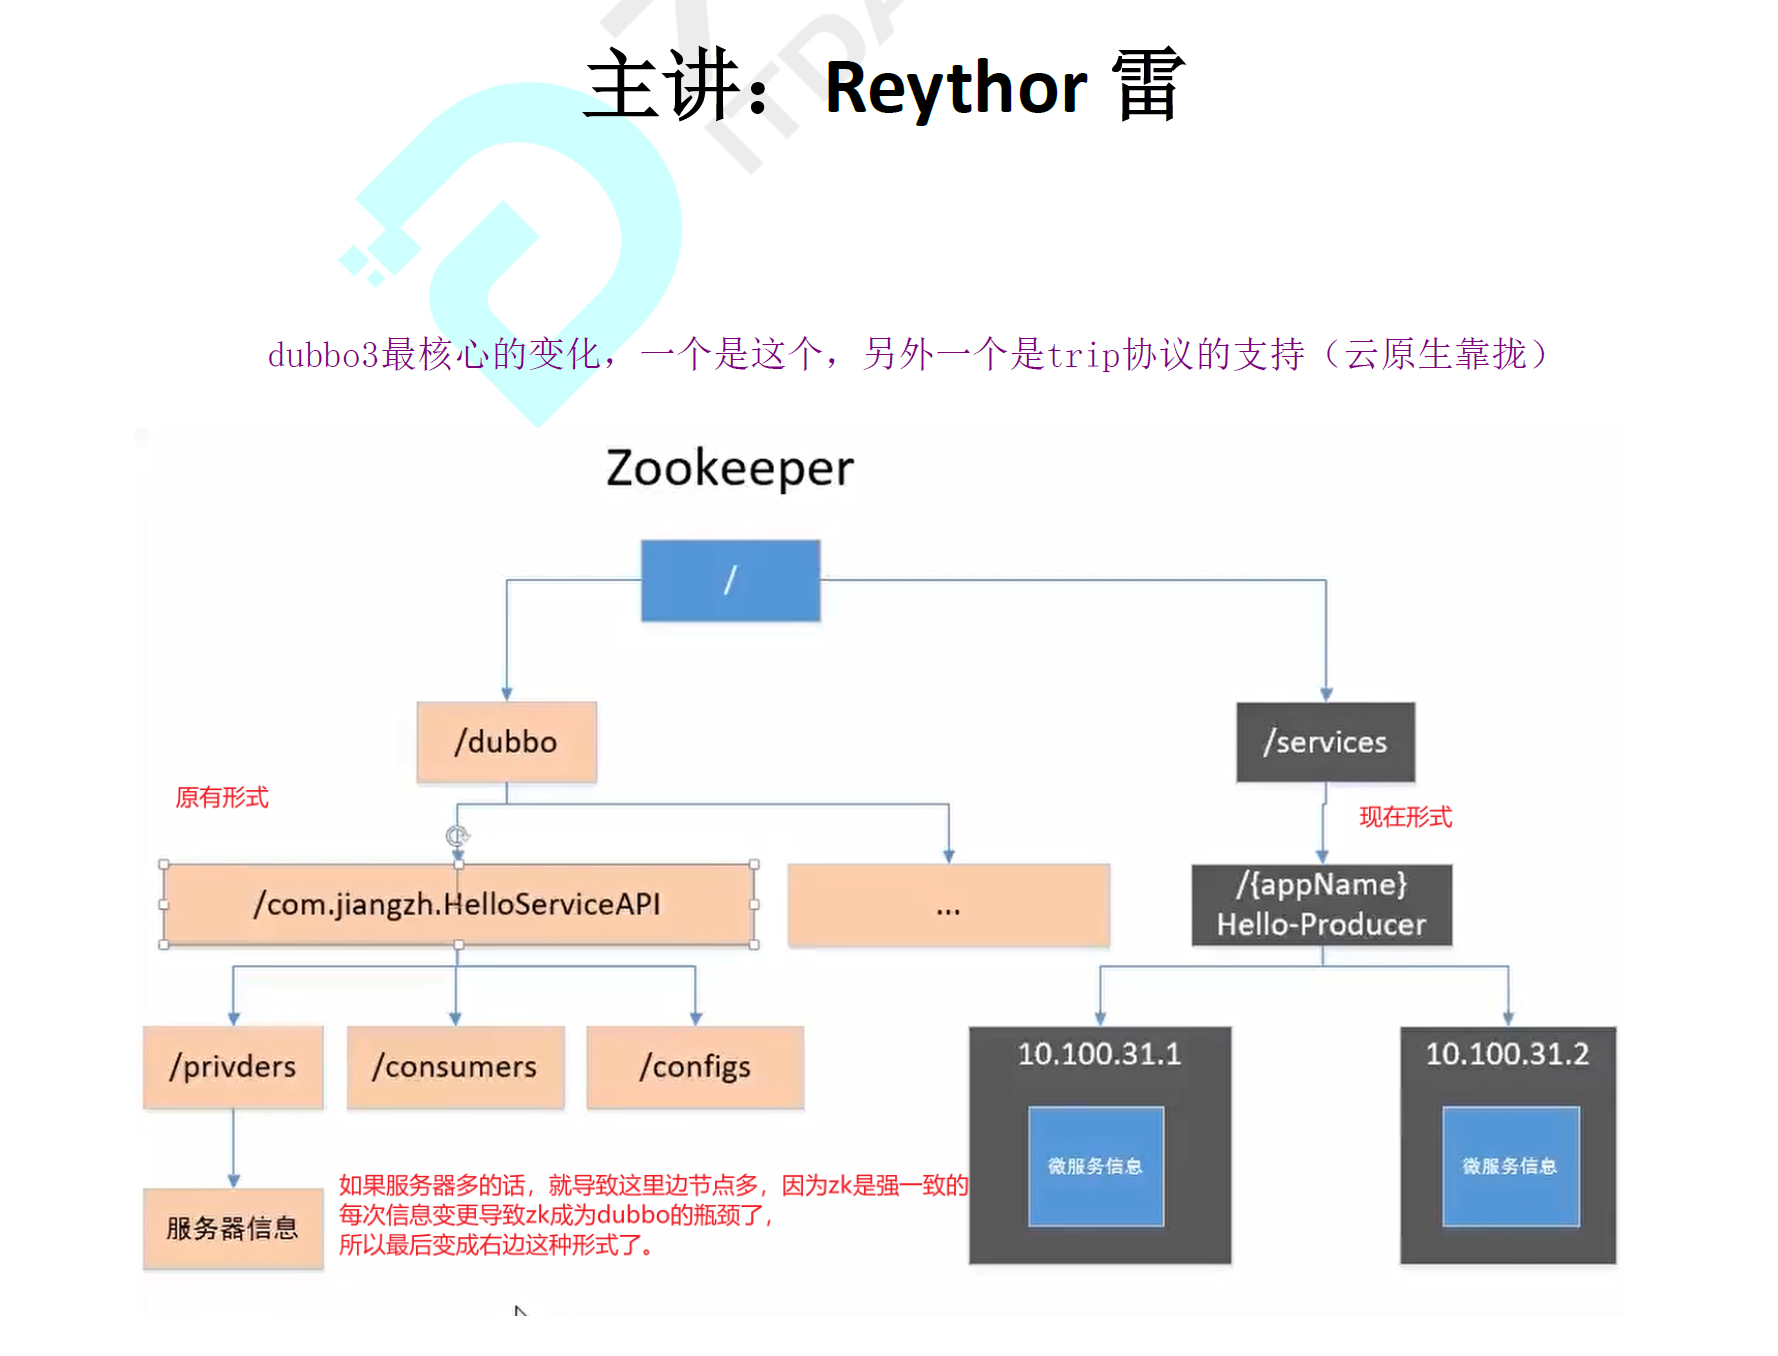 主讲：Reythor 雷
dubbo3最核心的变化，一个是这个，另外一个是trip协议的支持（云原生靠拢）
Zookeeper
/
/dubbo
/services
原有形式
现在形式
/com.jiangzh.HelloServiceAPI
...
/{appName}
Hello-Producer
/privders
/consumers
/configs
10.100.31.1
10.100.31.2
微服务信息
微服务信息
服务器信息
如果服务器多的话，就导致这里边节点多，因为zk是强一致的
每次信息变更导致zk成为dubbo的瓶颈了，
所以最后变成右边这种形式了。